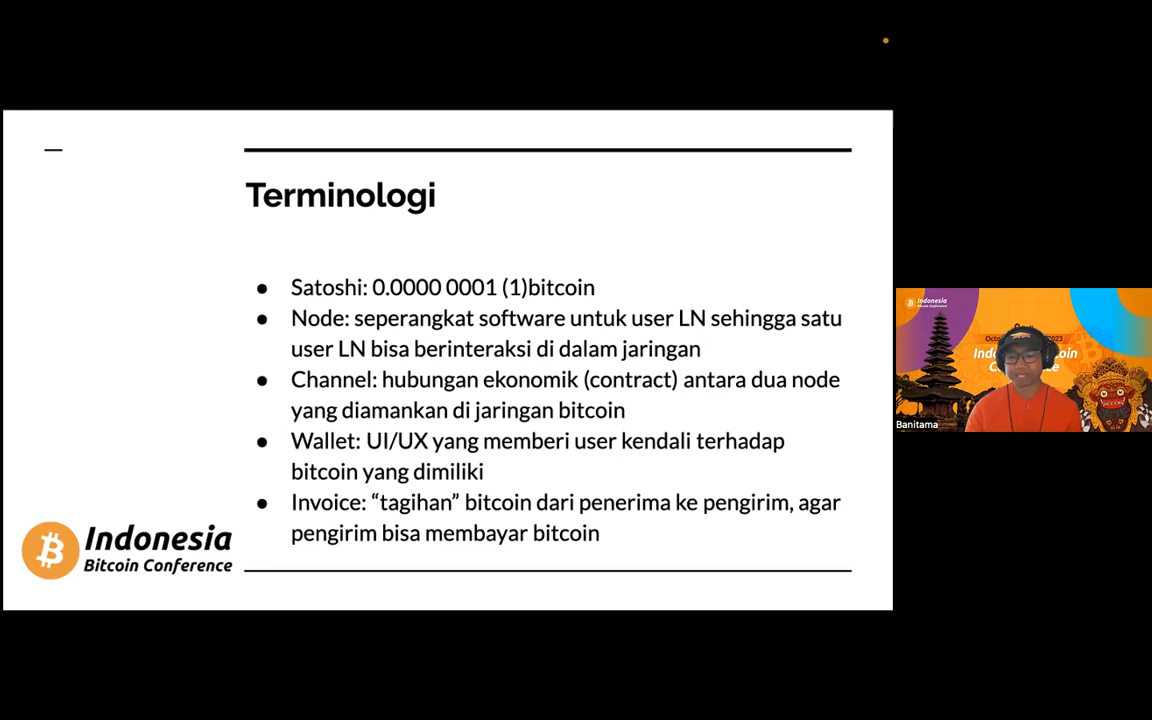 Terminologi
Satoshi: 0.0000 0001 (1)bitcoin
Node: seperangkat software untuk user LN sehingga satu
user LN bisa berinteraksi di dalam jaringan
Channel: hubungan ekonomik (contract) antara dua node
yang diamankan di jaringan bitcoin
Wallet: UI/UX yang memberi user kendali terhadap
bitcoin yang dimiliki
Invoice: “tagihan” bitcoin dari penerima ke pengirim, agar
pengirim bisa membayar bitcoin
Indonesia
Bitcoin Conference
Indonesia
Bitcoin Conference
2023
Banitama